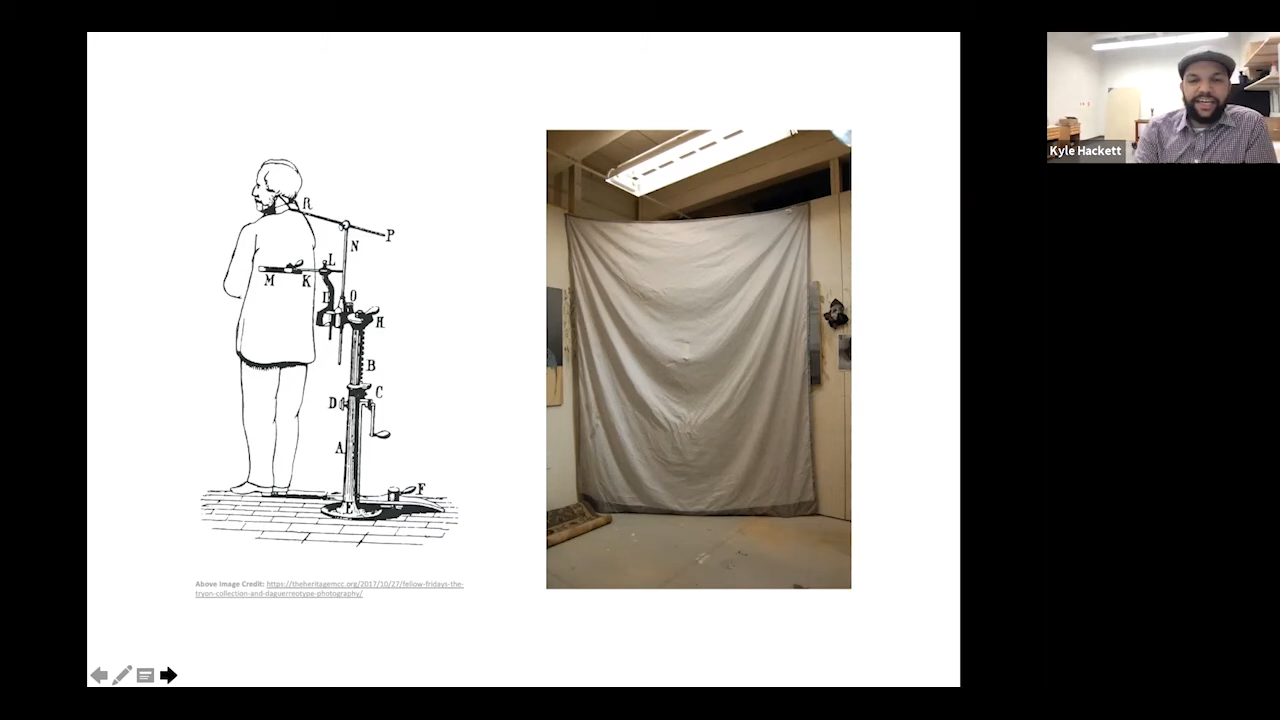 Kyle Hackett
R
P
N
L
M
K
I
O
H
B
C
D
A
F
E
Above Image Credit: https://theheritagemcc.org/2017/10/27/fellow-fridays-the-
tryon-collection-and-daguerreotype-photography/